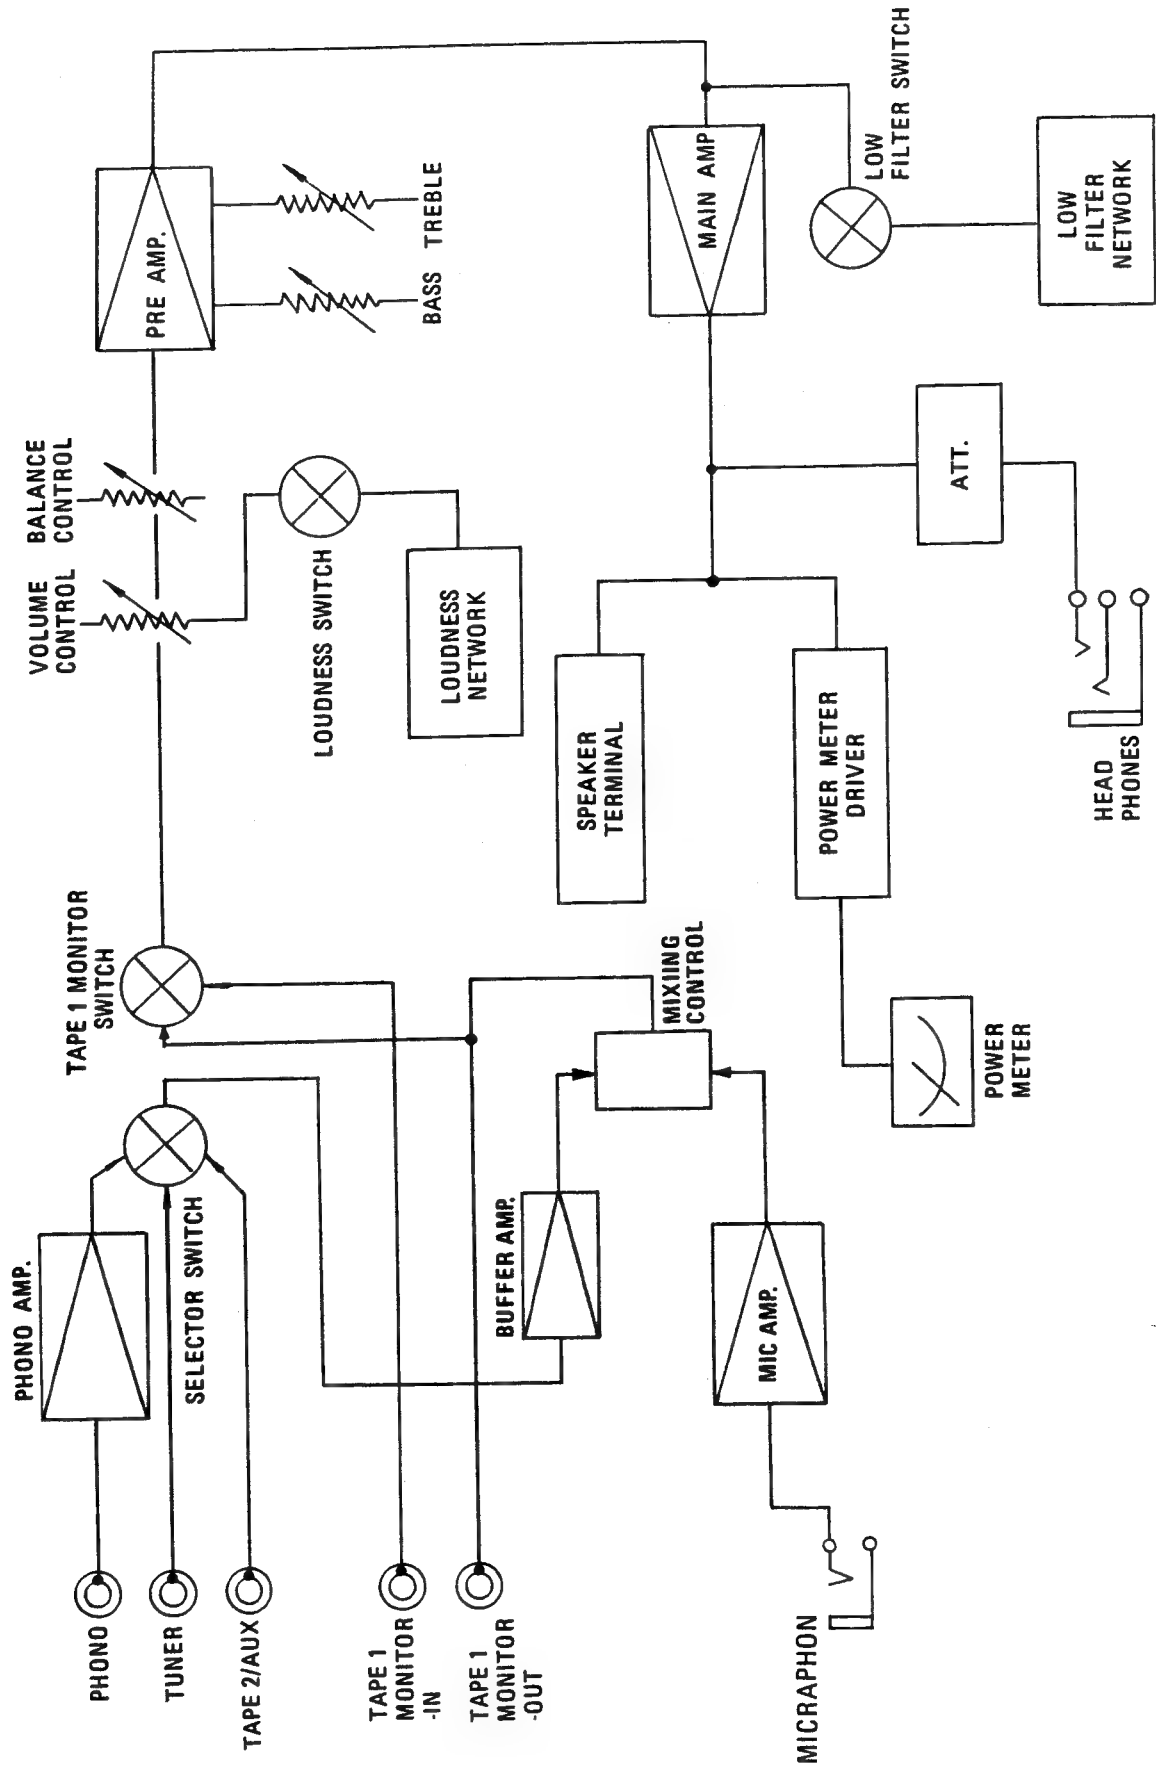 PHONO
TUNER
TAPE 2/AUX
TAPE 1
MONITOR
-IN
TAPE 1
MONITOR
-OUT
MICRAPHON
PHONO AMP.
SELECTOR SWITCH
BUFFER AMP.
MIC AMP.
TAPE 1 MONITOR
SWITCH
MIXIING
CONTROL
POWER
METER
VOLUME
CONTROL
BALANCE
CONTROL
LOUDNESS SWITCH
LOUDNESS
NETWORK
SPEAKER
TERMINAL
POWER METER
DRIVER
HEAD
PHONES
PRE AMP.
BASS
TREBLE
MAIN AMP
ATT.
LOW
FILTER SWITCH
LOW
FILTER
NETWORK